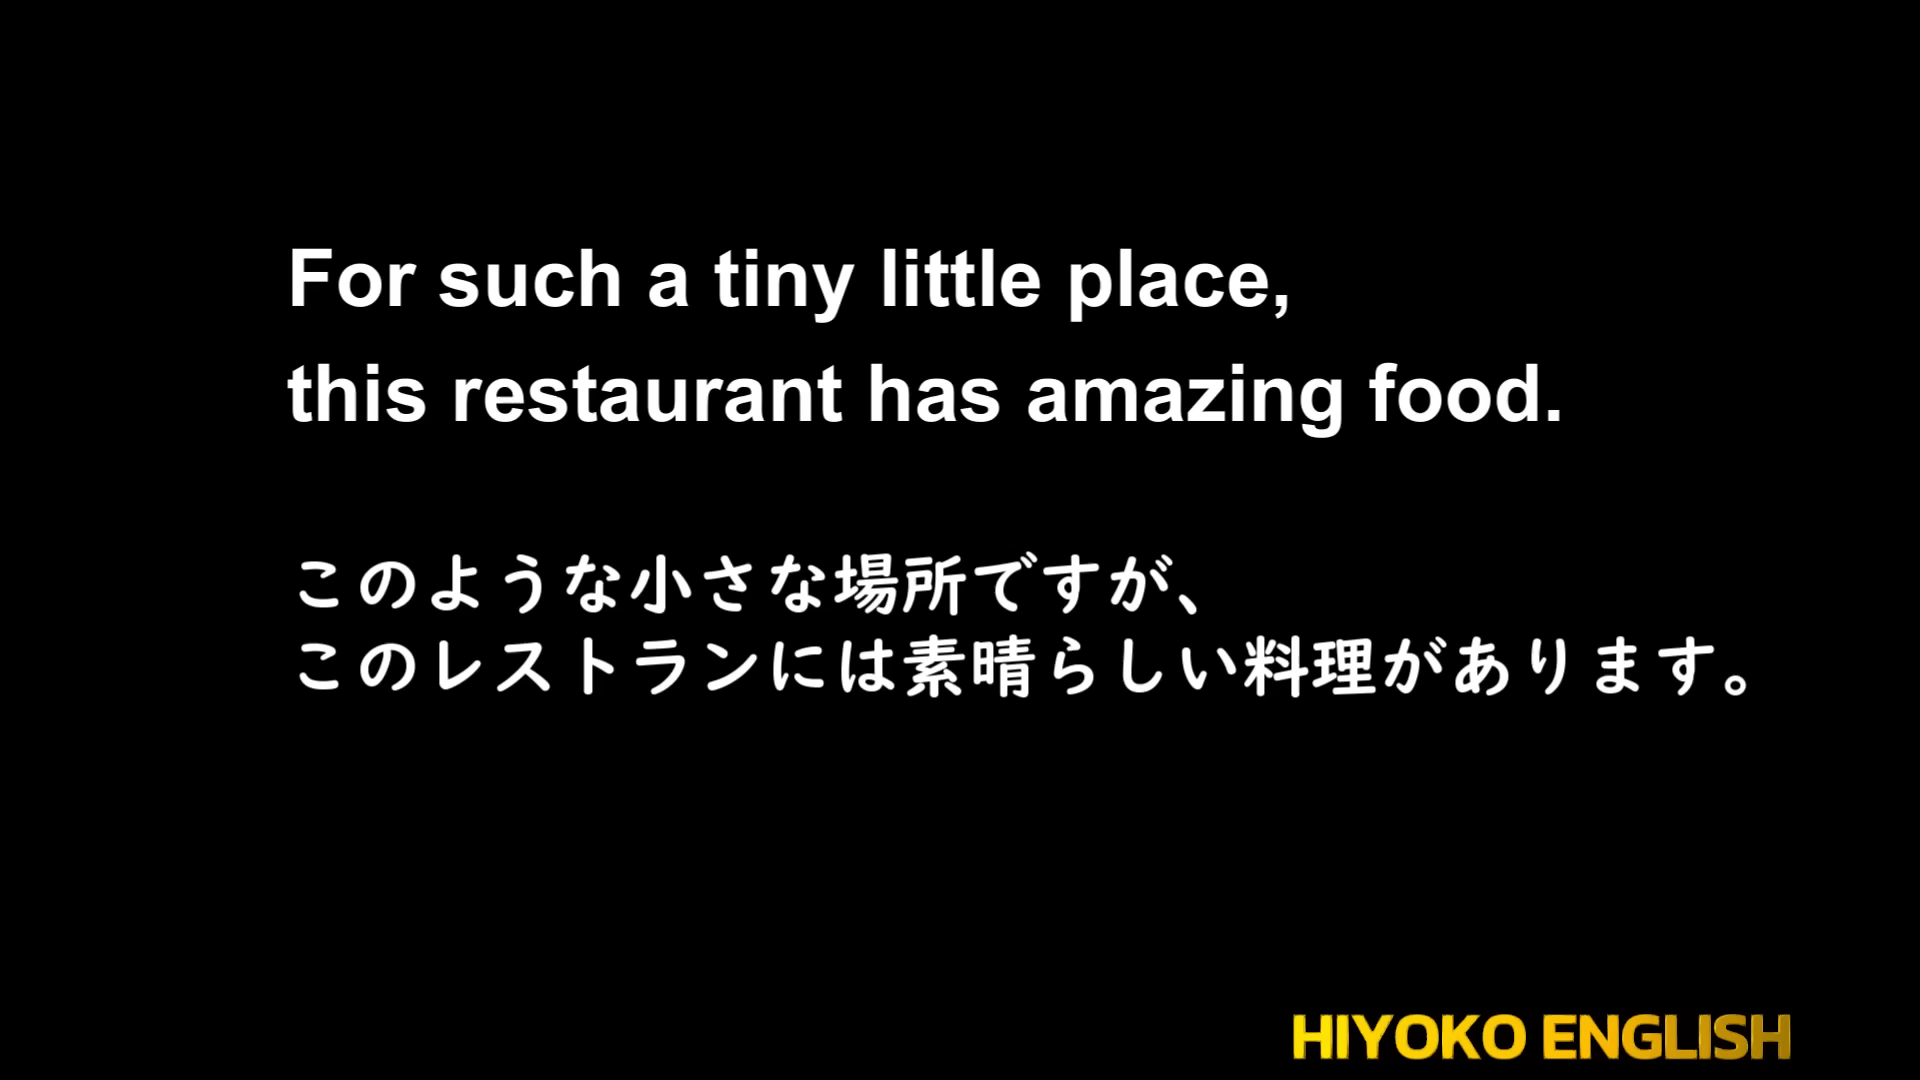 For such a tiny little place,
this restaurant has amazing food.
このような小さな場所ですが、
このレストランには素晴らしい料理があります。
HIYOKO ENGLISH